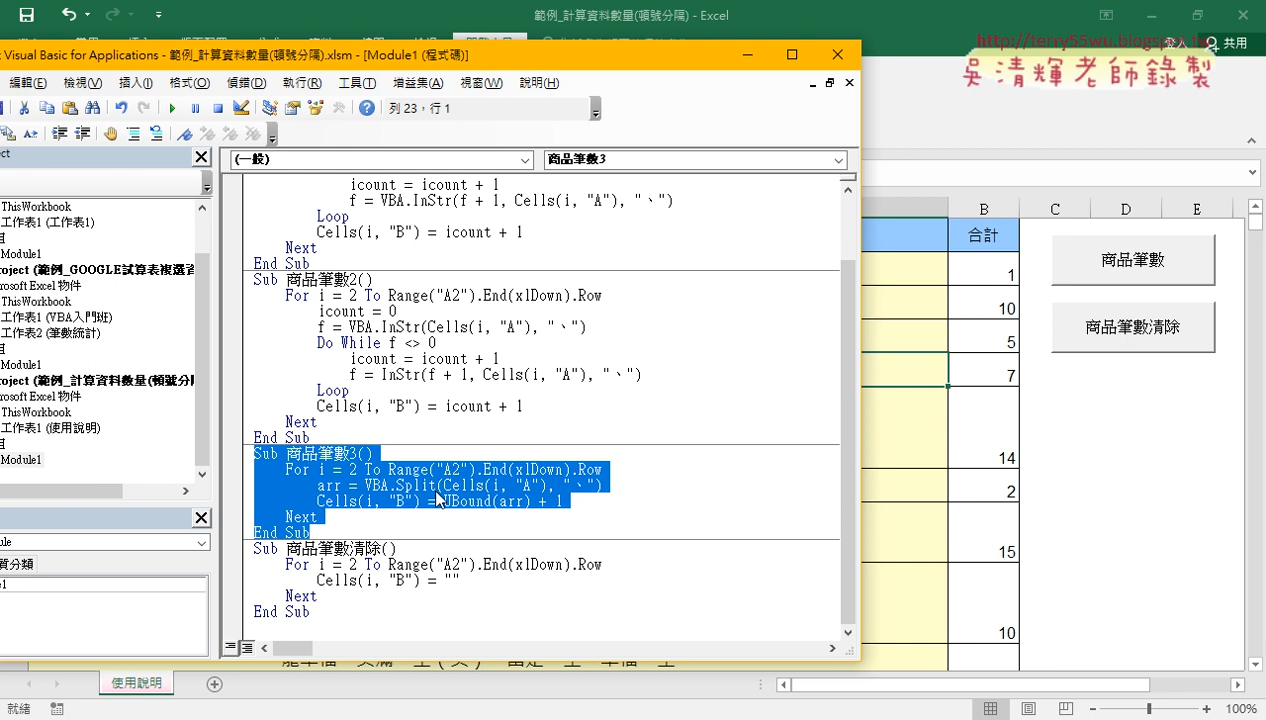 範例_計算資料數量(頓號分隔) - Excel
http://terry55wu.blogspot.tw
登入 共用
吳清輝老師錄製
Visual Basic for Applications - 範例_計算資料數量(頓號分隔).xlsm - [Module1 (程式碼)]
編輯(E) 檢視(V) 插入(I) 格式(O) 偵錯(D) 執行(R) 工具(T) 增益集(A) 視窗(W) 說明(H)
列 23，行 1
ect
(一般) 商品筆數3
ThisWorkbook
工作表1 (工作表1)
Module1
roject (範例_GOOGLE試算表複選資
rosoft Excel 物件
ThisWorkbook
工作表1 (VBA入門班)
工作表2 (筆數統計)
組
Module1
roject (範例_計算資料數量(頓號分隔
rosoft Excel 物件
ThisWorkbook
工作表1 (使用說明)
組
Module1
ule
質分類
e1
icount = icount + 1
f = VBA.InStr(f + 1, Cells(i, "A"), "、")
Loop
Cells(i, "B") = icount + 1
Next
End Sub
Sub 商品筆數2()
For i = 2 To Range("A2").End(xlDown).Row
icount = 0
f = VBA.InStr(Cells(i, "A"), "、")
Do While f <> 0
icount = icount + 1
f = InStr(f + 1, Cells(i, "A"), "、")
Loop
Cells(i, "B") = icount + 1
Next
End Sub
Sub 商品筆數3()
For i = 2 To Range("A2").End(xlDown).Row
arr = VBA.Split(Cells(i, "A"), "、")
Cells(i, "B") = UBound(arr) + 1
Next
End Sub
Sub 商品筆數清除()
For i = 2 To Range("A2").End(xlDown).Row
Cells(i, "B") = ""
Next
End Sub
B C D E
合計
1
10
5
7
14
2
15
10
商品筆數
商品筆數清除
使用說明
就緒
100%